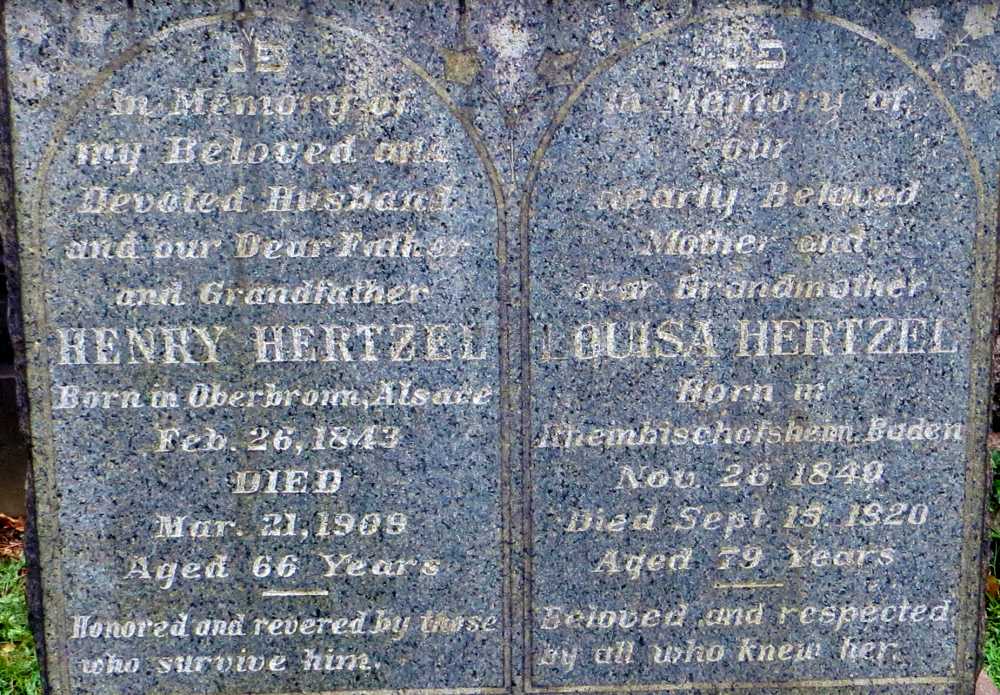 פ״נ
In Memory of
my Beloved and
Devoted Husband
and our Dear Father
and Grandfather
HENRY HERTZEL
Born in Oberbronn, Alsace
Feb. 26, 1843
DIED
Mar. 21, 1909
Aged 66 Years
Honored and revered by those
who survive him.
פ״נ
In Memory of
our
Dearly Beloved
Mother and
dear Grandmother
LOUISA HERTZEL
Born in
Rheinbischofsheim, Baden
Nov. 26, 1840
Died Sept. 13, 1920
Aged 79 Years
Beloved and respected
by all who knew her.